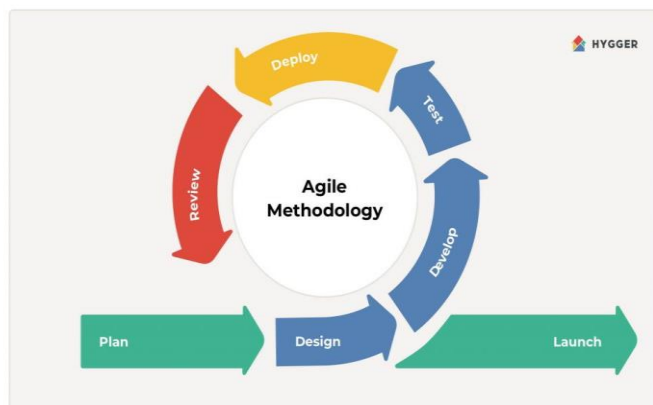 HYGGER
Deploy
Test
Review
Agile
Methodology
Develop
Plan
Design
Launch